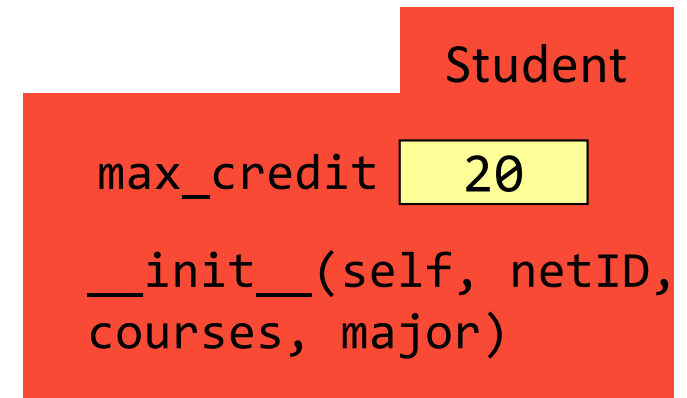 Student
max_credit 20
__init__(self, netID,
courses, major)